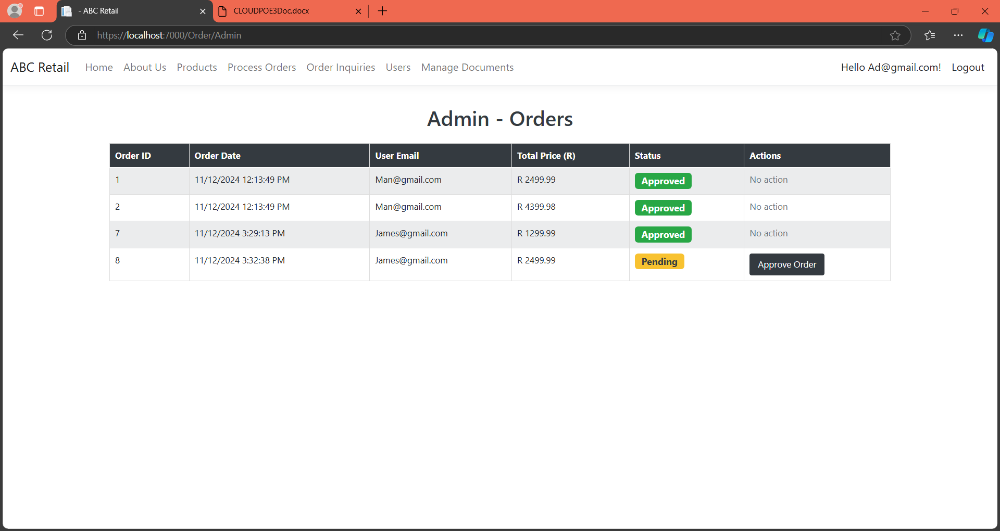 - ABC Retail
CLOUDPOE3Doc.docx
https://localhost:7000/Order/Admin
ABC Retail Home About Us Products Process Orders Order Inquiries Users Manage Documents Hello Ad@gmail.com! Logout
Admin - Orders
Order ID Order Date User Email Total Price (R) Status Actions
1 11/12/2024 12:13:49 PM Man@gmail.com R 2499.99 Approved No action
2 11/12/2024 12:13:49 PM Man@gmail.com R 4399.98 Approved No action
7 11/12/2024 3:29:13 PM James@gmail.com R 1299.99 Approved No action
8 11/12/2024 3:32:38 PM James@gmail.com R 2499.99 Pending Approve Order